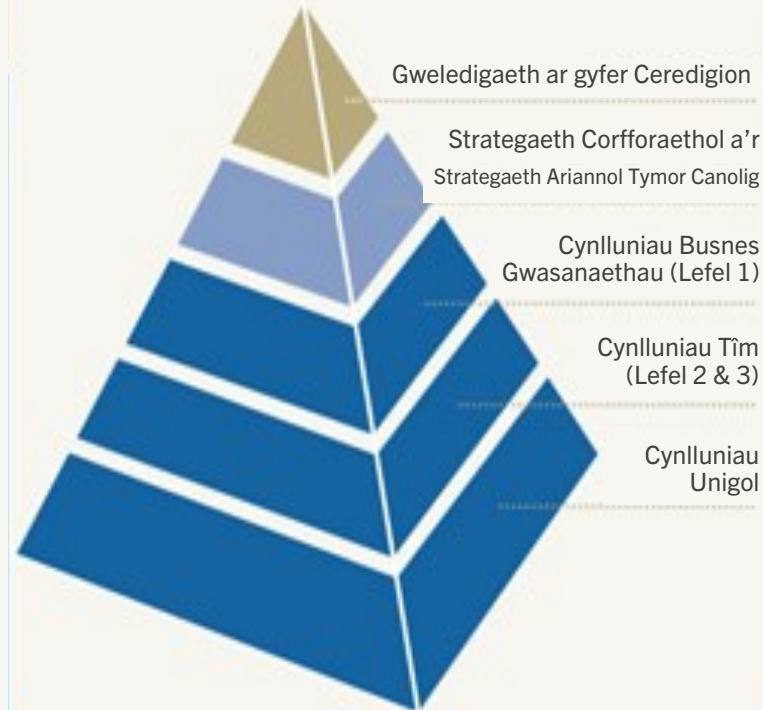 Gweledigaeth ar gyfer Ceredigion
Strategaeth Corfforaethol a'r
Strategaeth Ariannol Tymor Canolig
Cynlluniau Busnes
Gwasanaethau (Lefel 1)
Cynlluniau Tîm
(Lefel 2 & 3)
Cynlluniau
Unigol